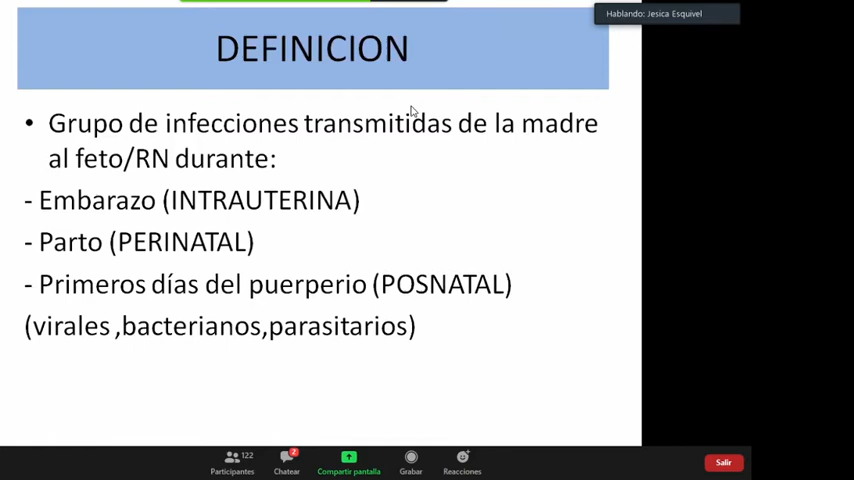 Hablando: Jesica Esquivel
DEFINICION
• Grupo de infecciones transmitidas de la madre
al feto/RN durante:
- Embarazo (INTRAUTERINA)
- Parto (PERINATAL)
- Primeros días del puerperio (POSNATAL)
(virales ,bacterianos,parasitarios)
122
2
Participantes
Chatear
Compartir pantalla
Grabar
Reacciones
Salir